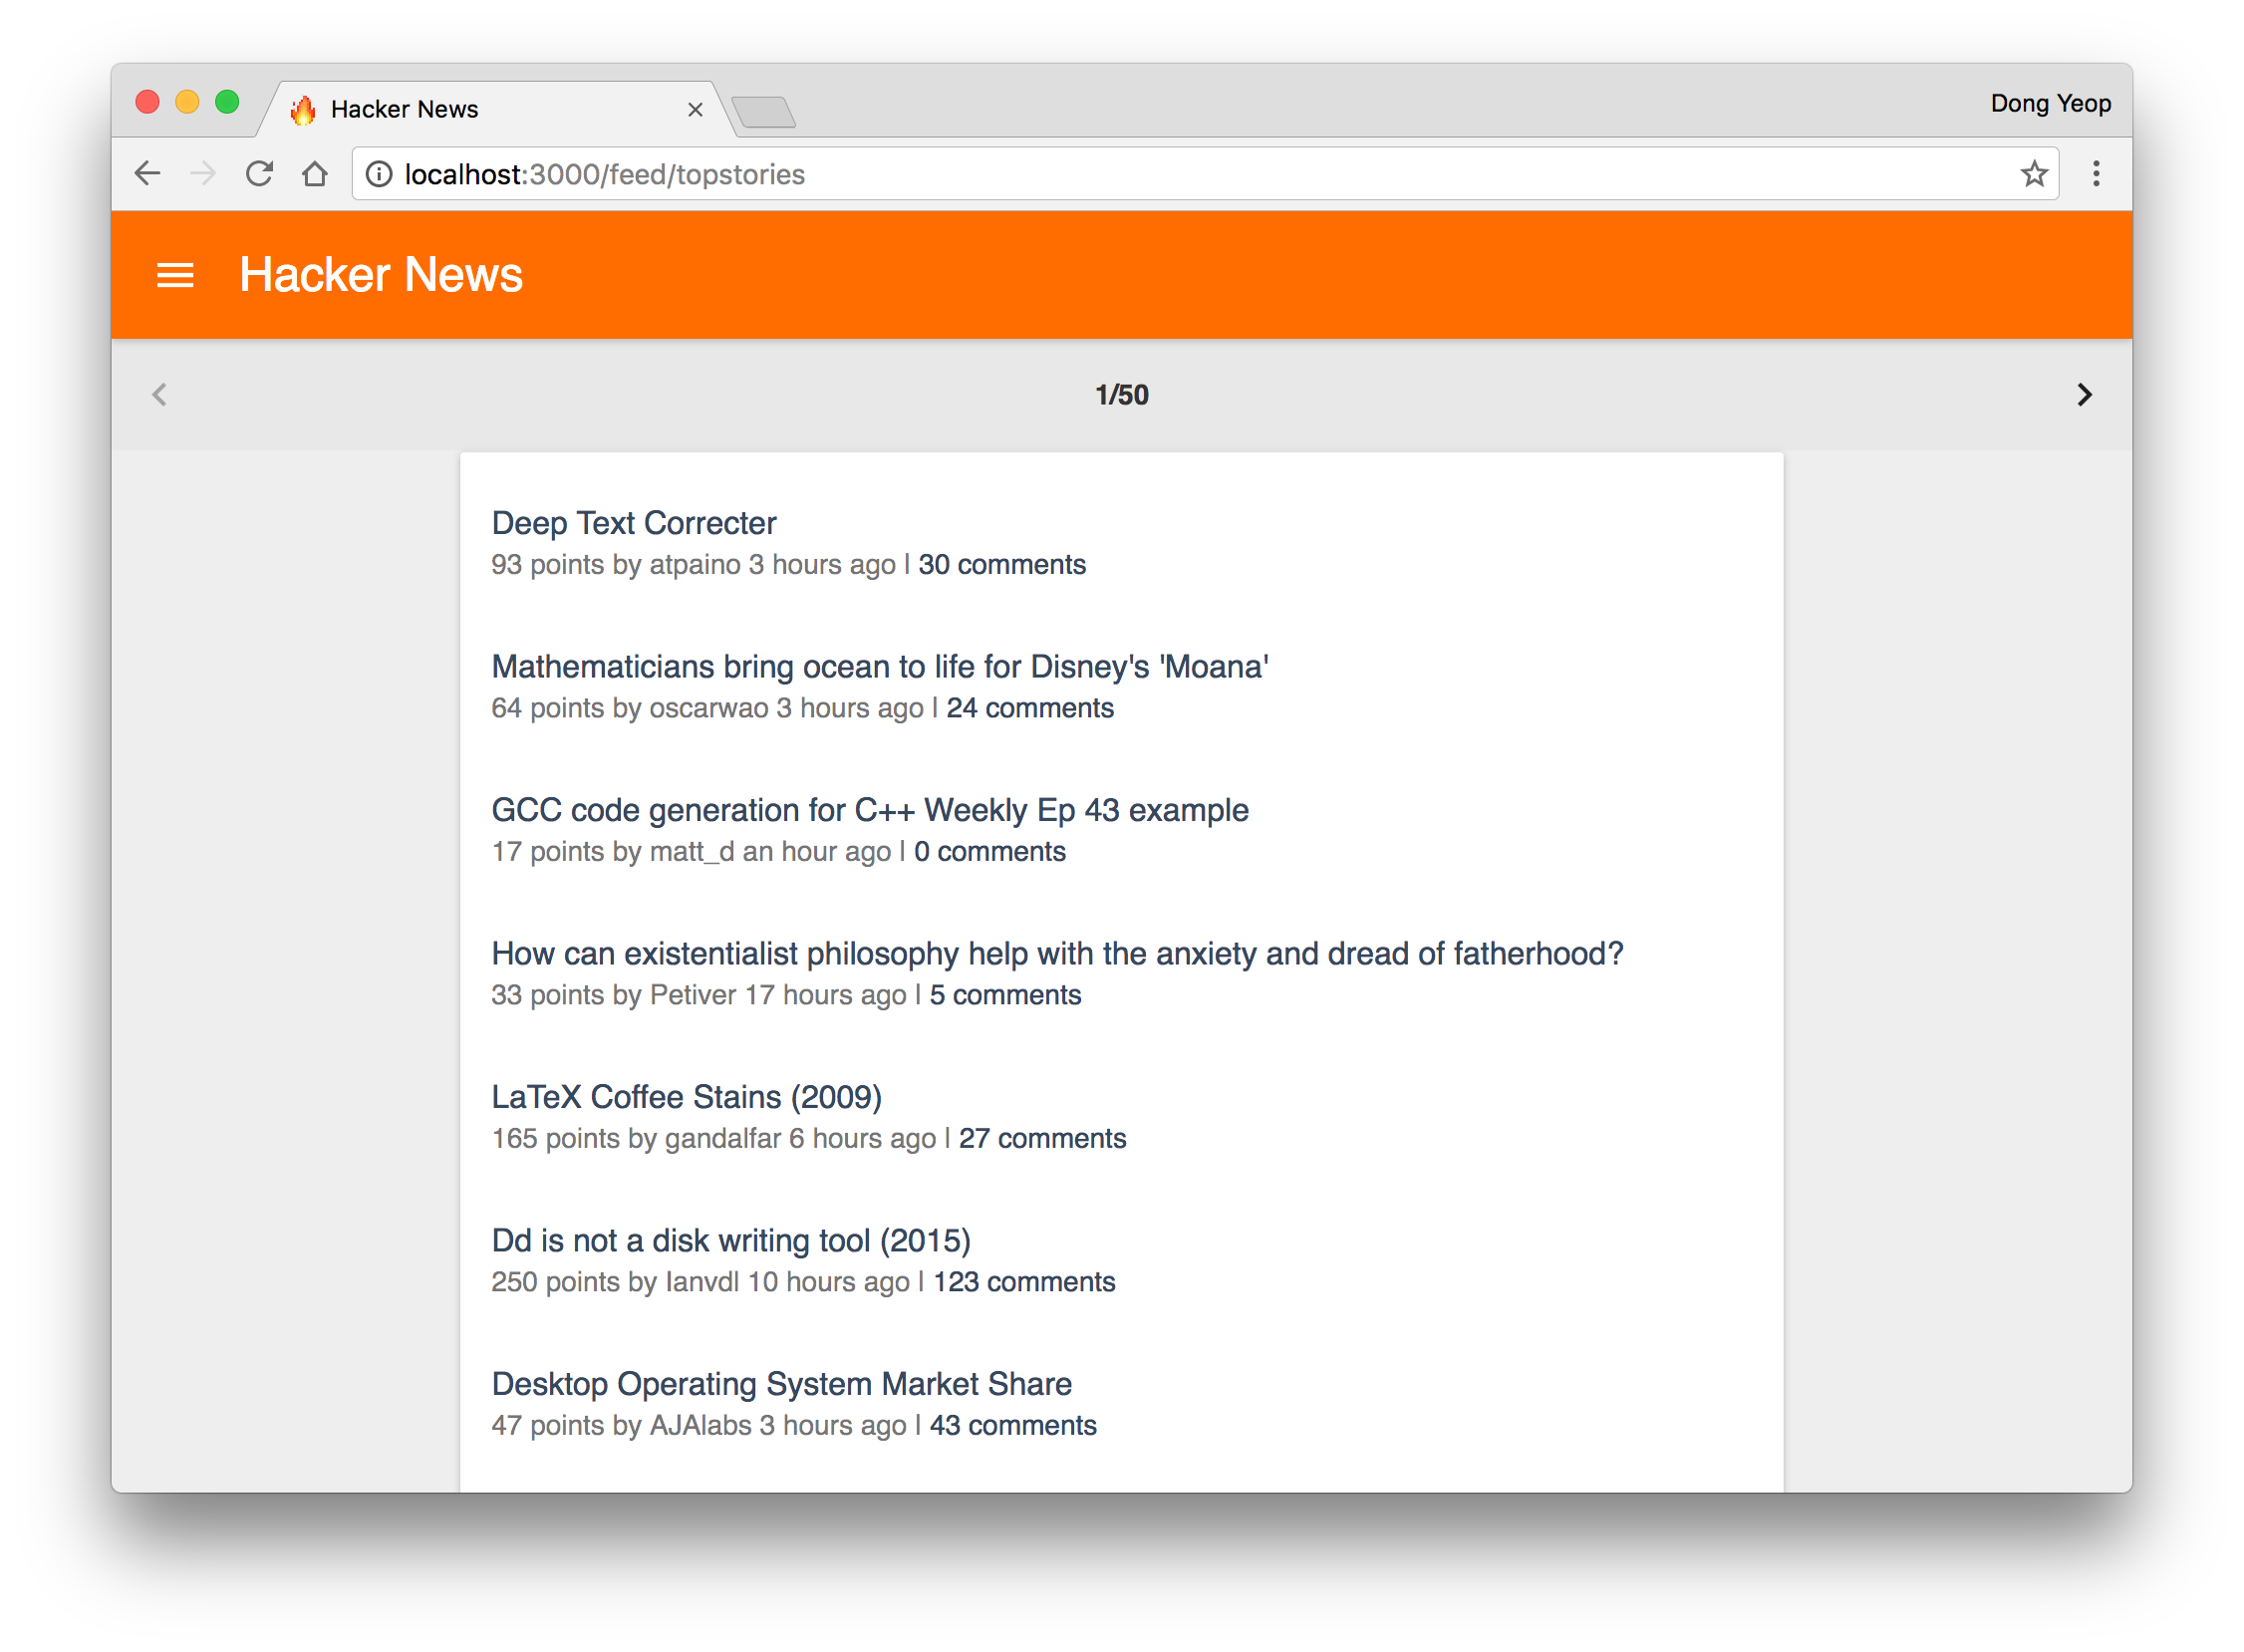 Hacker News
Dong Yeop
localhost:3000/feed/topstories
Hacker News
1/50
Deep Text Correcter
93 points by atpaino 3 hours ago | 30 comments
Mathematicians bring ocean to life for Disney's 'Moana'
64 points by oscarwao 3 hours ago | 24 comments
GCC code generation for C++ Weekly Ep 43 example
17 points by matt_d an hour ago | 0 comments
How can existentialist philosophy help with the anxiety and dread of fatherhood?
33 points by Petiver 17 hours ago | 5 comments
LaTeX Coffee Stains (2009)
165 points by gandalfar 6 hours ago | 27 comments
Dd is not a disk writing tool (2015)
250 points by Ianvdl 10 hours ago | 123 comments
Desktop Operating System Market Share
47 points by AJAlabs 3 hours ago | 43 comments